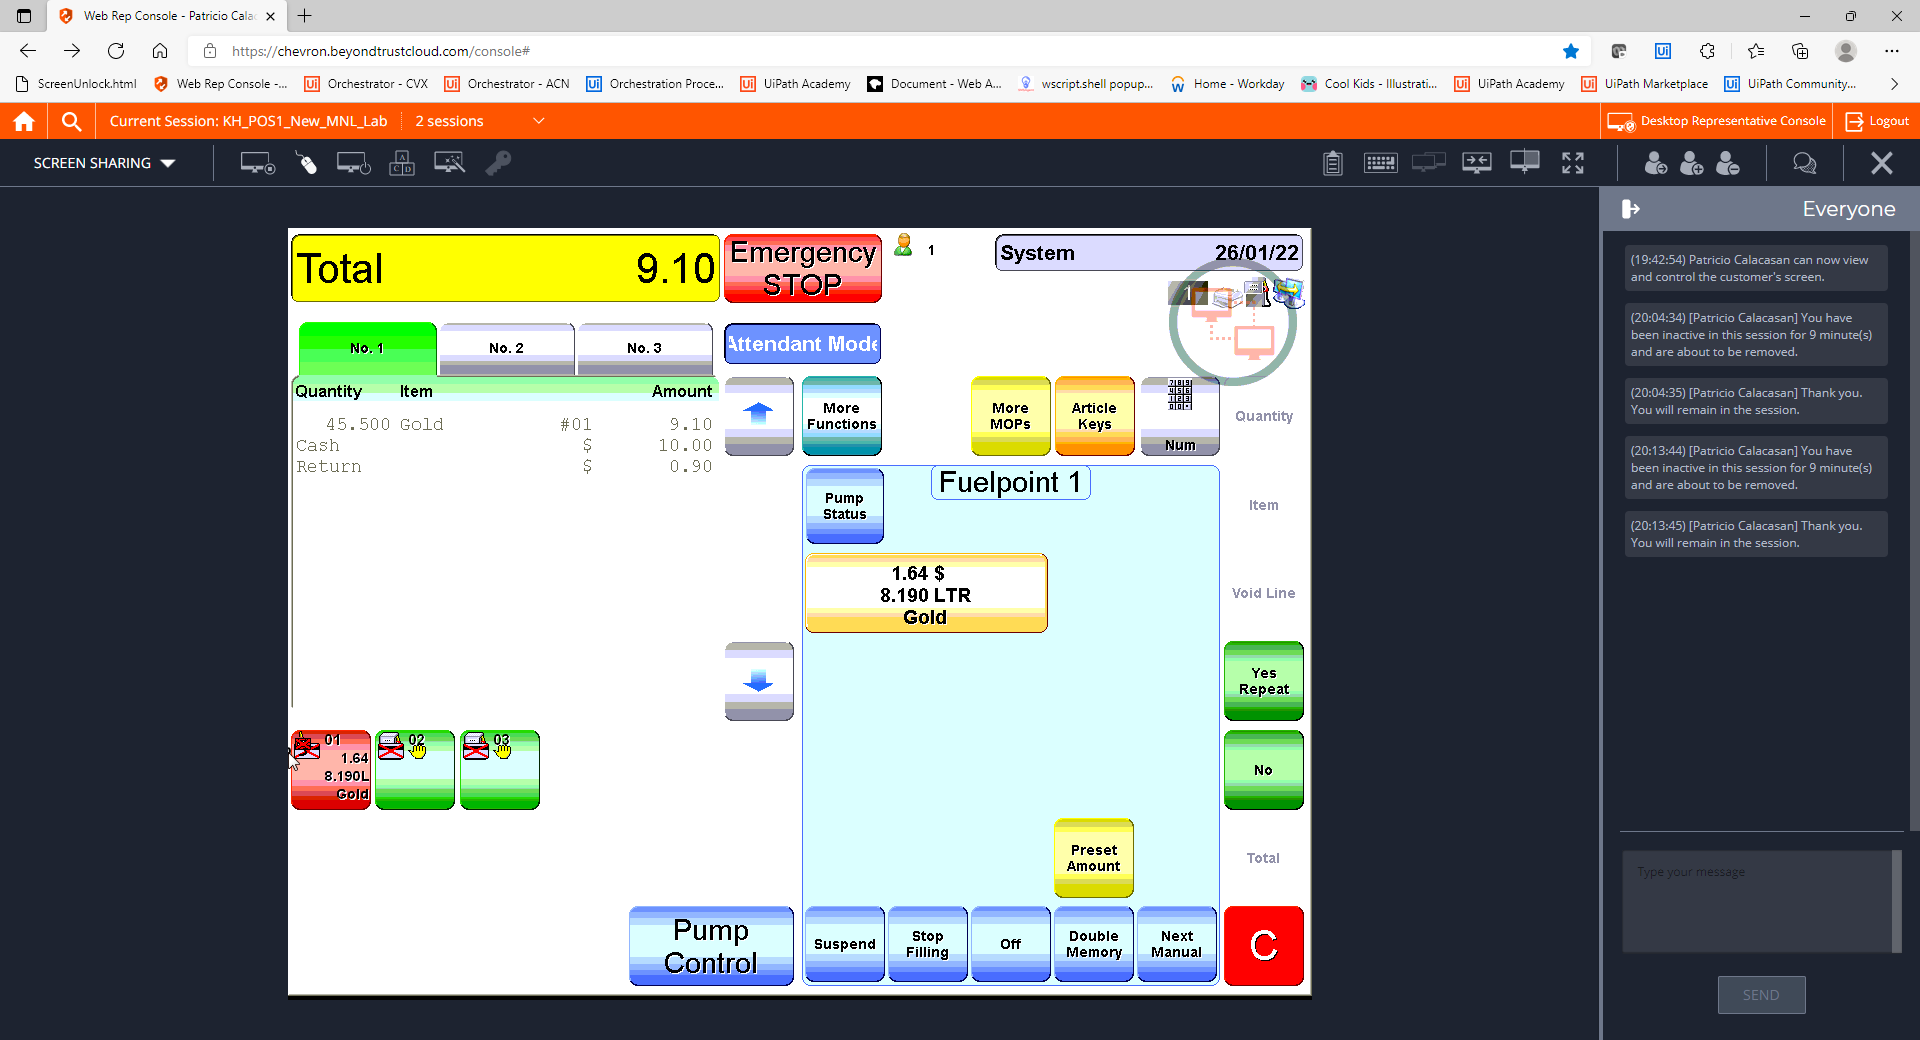 Web Rep Console - Patricio Cala
https://chevron.beyondtrustcloud.com/console#
ScreenUnlock.html
Web Rep Console -...
Orchestrator - CVX
Orchestrator - ACN
Orchestration Proce...
UiPath Academy
Document - Web A...
wscript.shell popup...
Home - Workday
Cool Kids - Illustrati...
UiPath Academy
UiPath Marketplace
UiPath Community...
Current Session: KH_POS1_New_MNL_Lab
2 sessions
Desktop Representative Console
Logout
SCREEN SHARING
Total 9.10
Emergency
STOP
1
System 26/01/22
1
No. 1
No. 2
No. 3
Attendant Mode
Quantity Item Amount
45.500 Gold #01 9.10
Cash $ 10.00
Return $ 0.90
More
Functions
More
MOPs
Article
Keys
Num
Quantity
Fuelpoint 1
Pump
Status
Item
1.64 $
8.190 LTR
Gold
Void Line
Yes
Repeat
No
01
1.64
8.190L
Gold
02
03
Preset
Amount
Total
Pump
Control
Suspend
Stop
Filling
Off
Double
Memory
Next
Manual
C
Everyone
(19:42:54) Patricio Calacasan can now view
and control the customer's screen.
(20:04:34) [Patricio Calacasan] You have
been inactive in this session for 9 minute(s)
and are about to be removed.
(20:04:35) [Patricio Calacasan] Thank you.
You will remain in the session.
(20:13:44) [Patricio Calacasan] You have
been inactive in this session for 9 minute(s)
and are about to be removed.
(20:13:45) [Patricio Calacasan] Thank you.
You will remain in the session.
Type your message
SEND